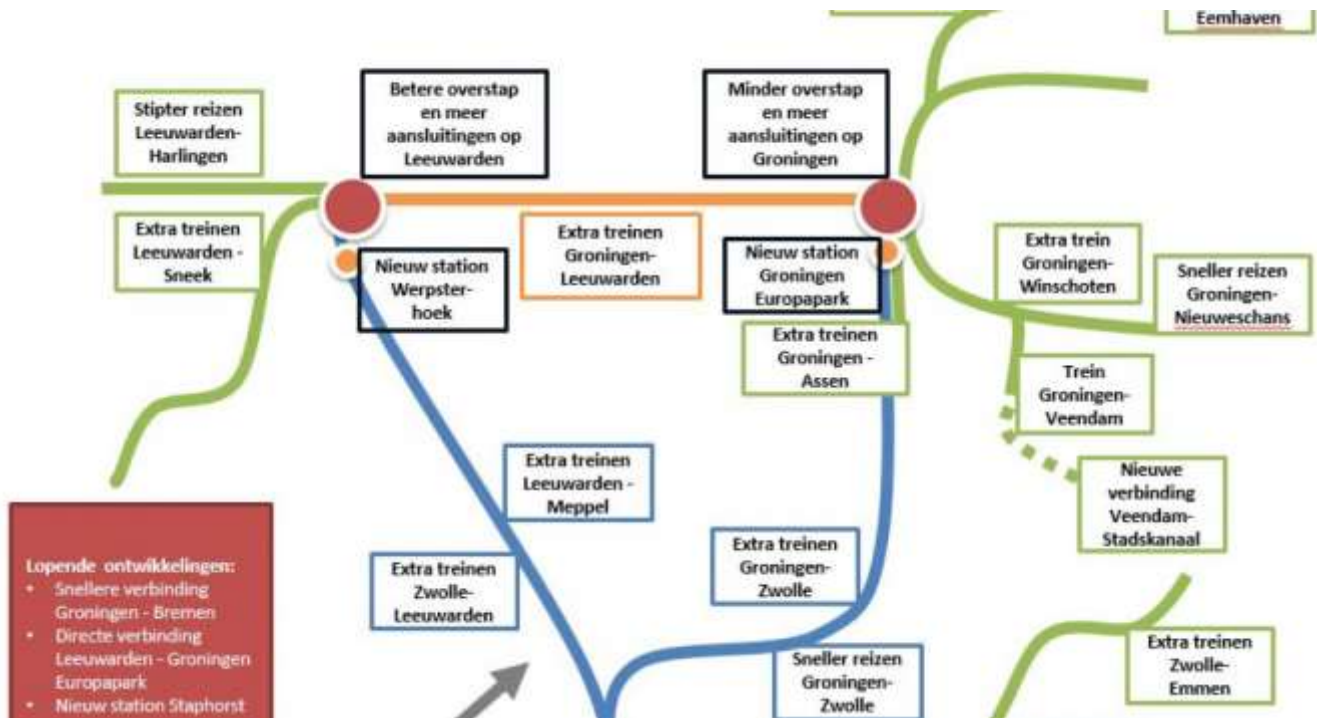 Eemhaven
Stipter reizen
Leeuwarden-
Harlingen
Betere overstap
en meer
aansluitingen op
Leeuwarden
Minder overstap
en meer
aansluitingen op
Groningen
Extra treinen
Leeuwarden -
Sneek
Nieuw station
Werpster-
hoek
Extra treinen
Groningen-
Leeuwarden
Nieuw station
Groningen
Europapark
Extra trein
Groningen-
Winschoten
Sneller reizen
Groningen-
Nieuweschans
Extra treinen
Groningen -
Assen
Trein
Groningen-
Veendam
Extra treinen
Leeuwarden -
Meppel
Nieuwe
verbinding
Veendam-
Stadskanaal
Extra treinen
Zwolle-
Leeuwarden
Extra treinen
Groningen-
Zwolle
Lopende ontwikkelingen:
• Snellere verbinding
Groningen - Bremen
• Directe verbinding
Leeuwarden - Groningen
Europapark
• Nieuw station Staphorst
Sneller reizen
Groningen-
Zwolle
Extra treinen
Zwolle-
Emmen